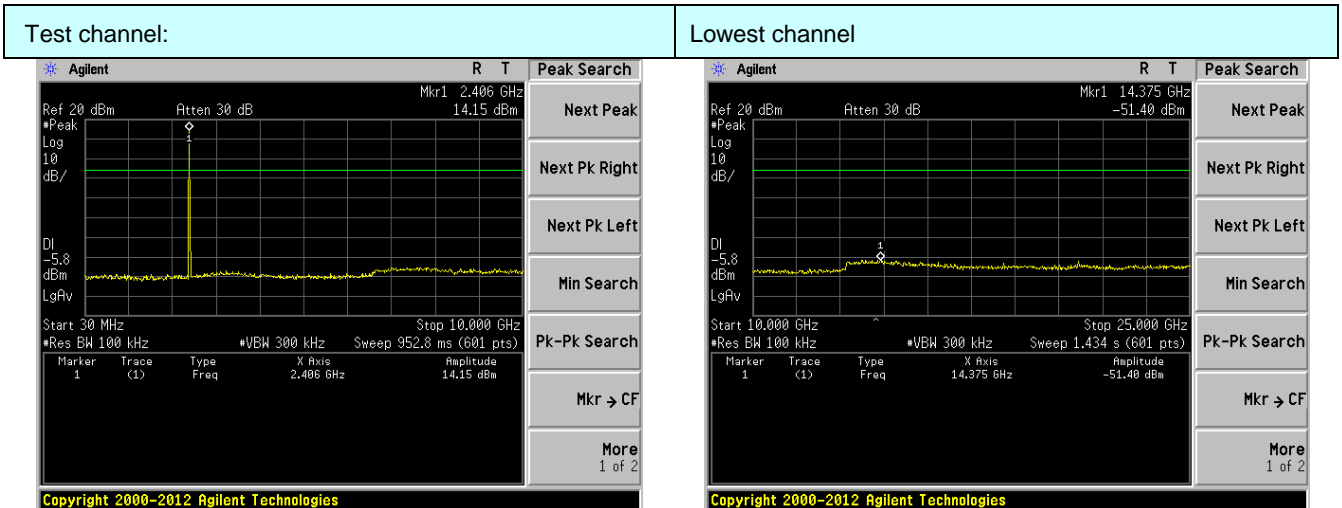 Test channel:
Lowest channel
Agilent
R T
Peak Search
Mkr1 2.406 GHz
Ref 20 dBm
Atten 30 dB
14.15 dBm
#Peak
Log
10
dB/
1
DI
-5.8
dBm
LgAv
Start 30 MHz
Stop 10.000 GHz
#Res BW 100 kHz
#VBW 300 kHz
Sweep 952.8 ms (601 pts)
Marker Trace Type X Axis Amplitude
1 (1) Freq 2.406 GHz 14.15 dBm
Next Peak
Next Pk Right
Next Pk Left
Min Search
Pk-Pk Search
Mkr → CF
More
1 of 2
Copyright 2000-2012 Agilent Technologies
Agilent
R T
Peak Search
Mkr1 14.375 GHz
Ref 20 dBm
Atten 30 dB
-51.40 dBm
#Peak
Log
10
dB/
1
DI
-5.8
dBm
LgAv
Start 10.000 GHz
Stop 25.000 GHz
#Res BW 100 kHz
#VBW 300 kHz
Sweep 1.434 s (601 pts)
Marker Trace Type X Axis Amplitude
1 (1) Freq 14.375 GHz -51.40 dBm
Next Peak
Next Pk Right
Next Pk Left
Min Search
Pk-Pk Search
Mkr → CF
More
1 of 2
Copyright 2000-2012 Agilent Technologies